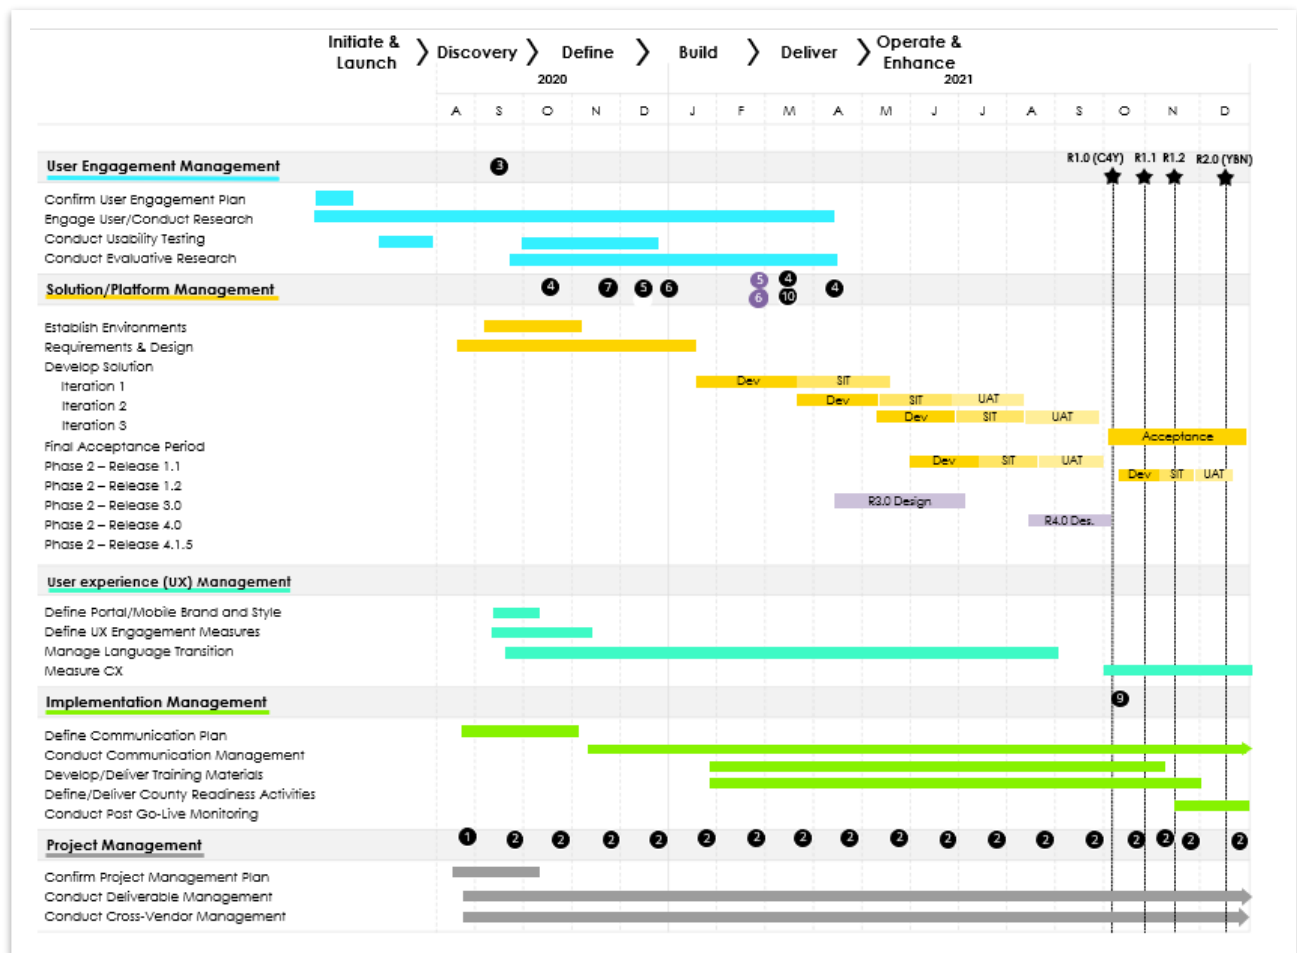 Initiate & Launch > Discovery > Define > Build > Deliver > Operate & Enhance
2020 2021
A S O N D J F M A M J J A S O N D
R1.0 (C4Y) R1.1 R1.2 R2.0 (YBN)
User Engagement Management 3
Confirm User Engagement Plan
Engage User/Conduct Research
Conduct Usability Testing
Conduct Evaluative Research
Solution/Platform Management 4 7 5 6 5 6 4 10 4
Establish Environments
Requirements & Design
Develop Solution
Iteration 1 Dev SIT
Iteration 2 Dev SIT UAT
Iteration 3 Dev SIT UAT
Final Acceptance Period Acceptance
Phase 2 – Release 1.1 Dev SIT UAT
Phase 2 – Release 1.2 Dev SIT UAT
Phase 2 – Release 3.0 R3.0 Design
Phase 2 – Release 4.0 R4.0 Des.
Phase 2 – Release 4.1.5
User experience (UX) Management
Define Portal/Mobile Brand and Style
Define UX Engagement Measures
Manage Language Transition
Measure CX
Implementation Management 9
Define Communication Plan
Conduct Communication Management
Develop/Deliver Training Materials
Define/Deliver County Readiness Activities
Conduct Post Go-Live Monitoring
Project Management 1 2 2 2 2 2 2 2 2 2 2 2 2 2 2 2 2 2
Confirm Project Management Plan
Conduct Deliverable Management
Conduct Cross-Vendor Management